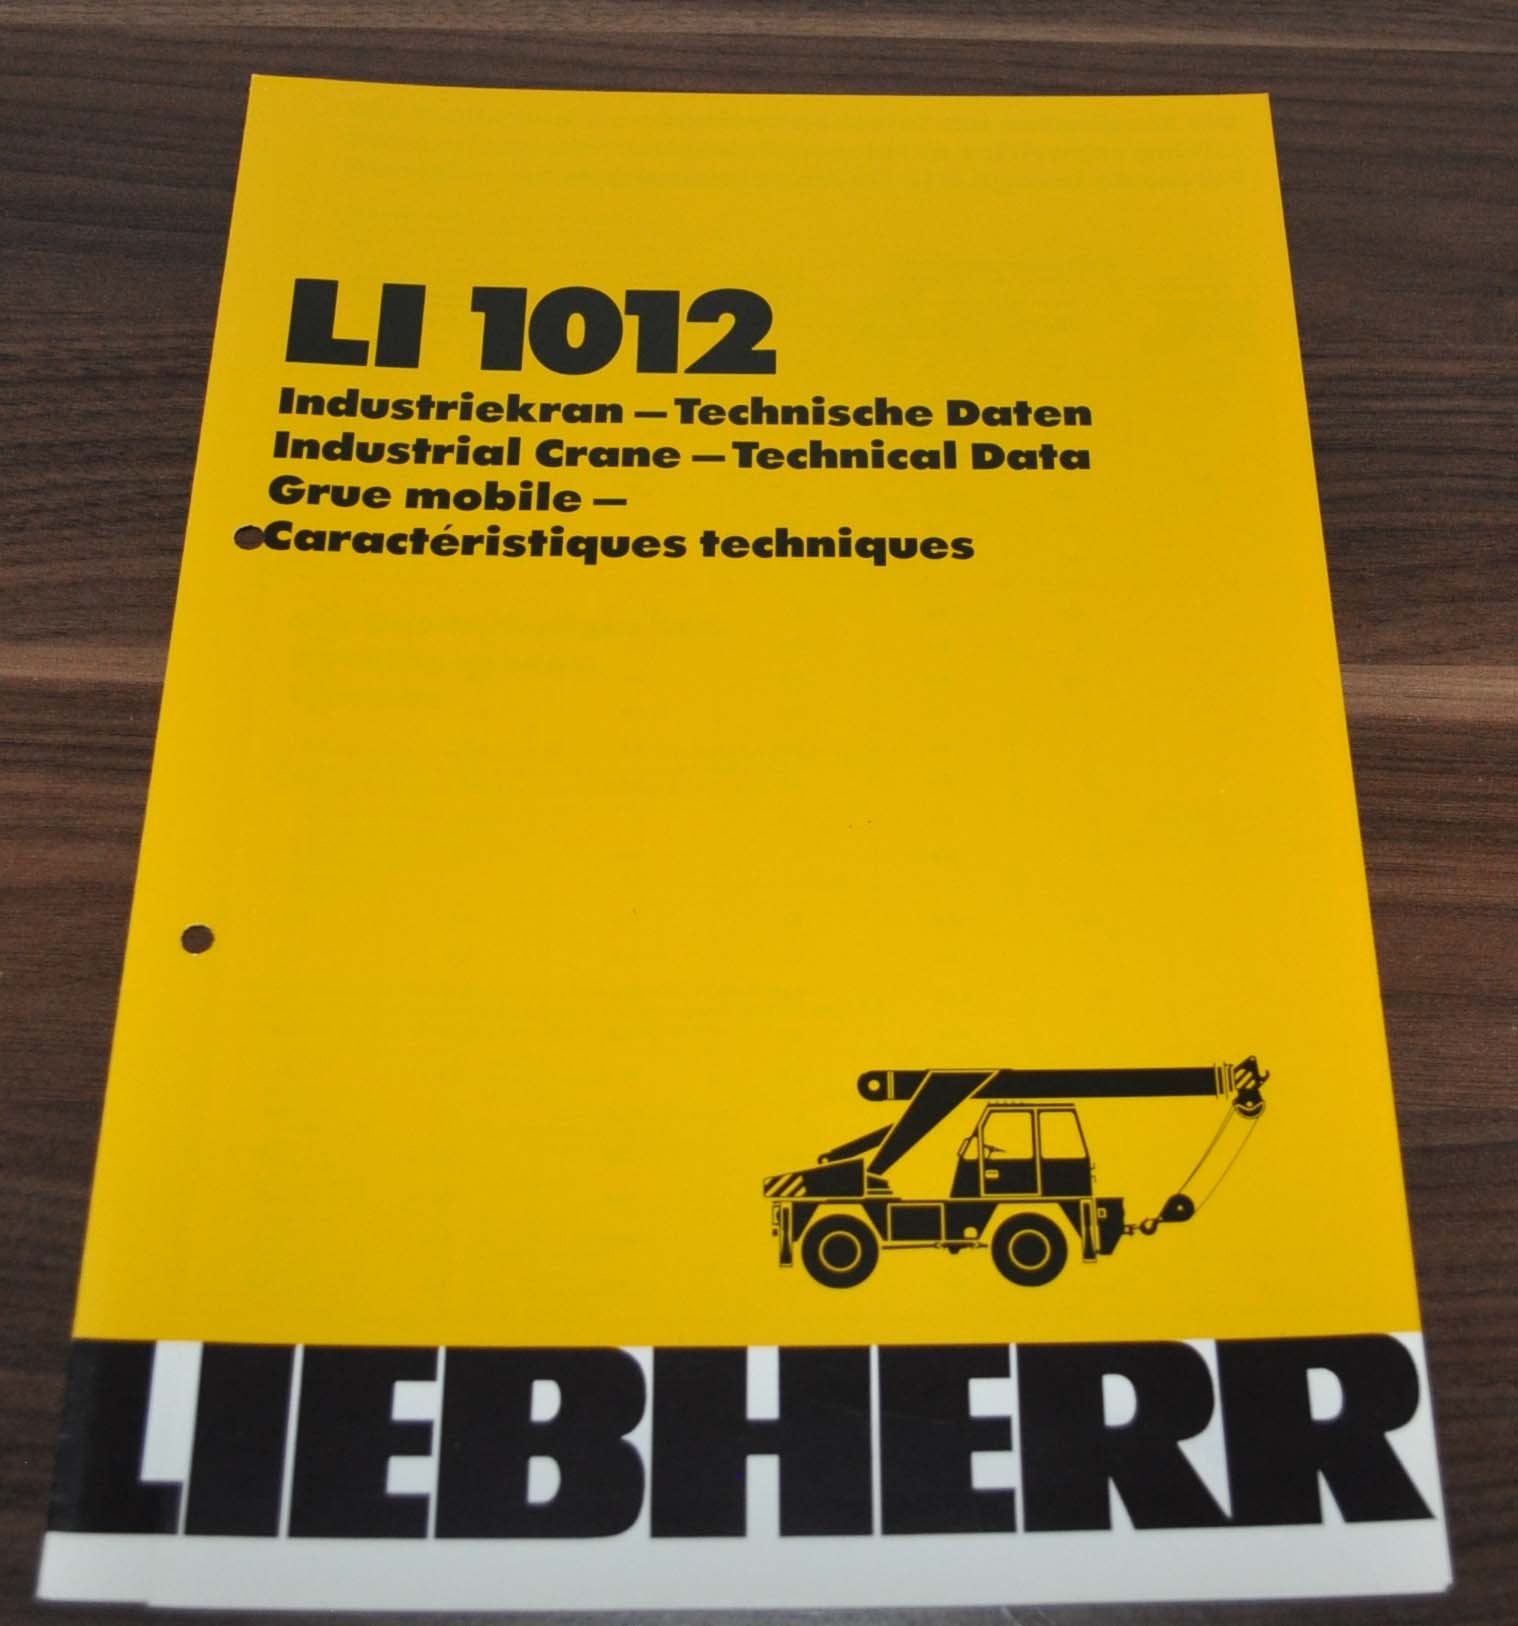 LI 1012
Industriekran – Technische Daten
Industrial Crane – Technical Data
Grue mobile –
Caractéristiques techniques
LIEBHERR